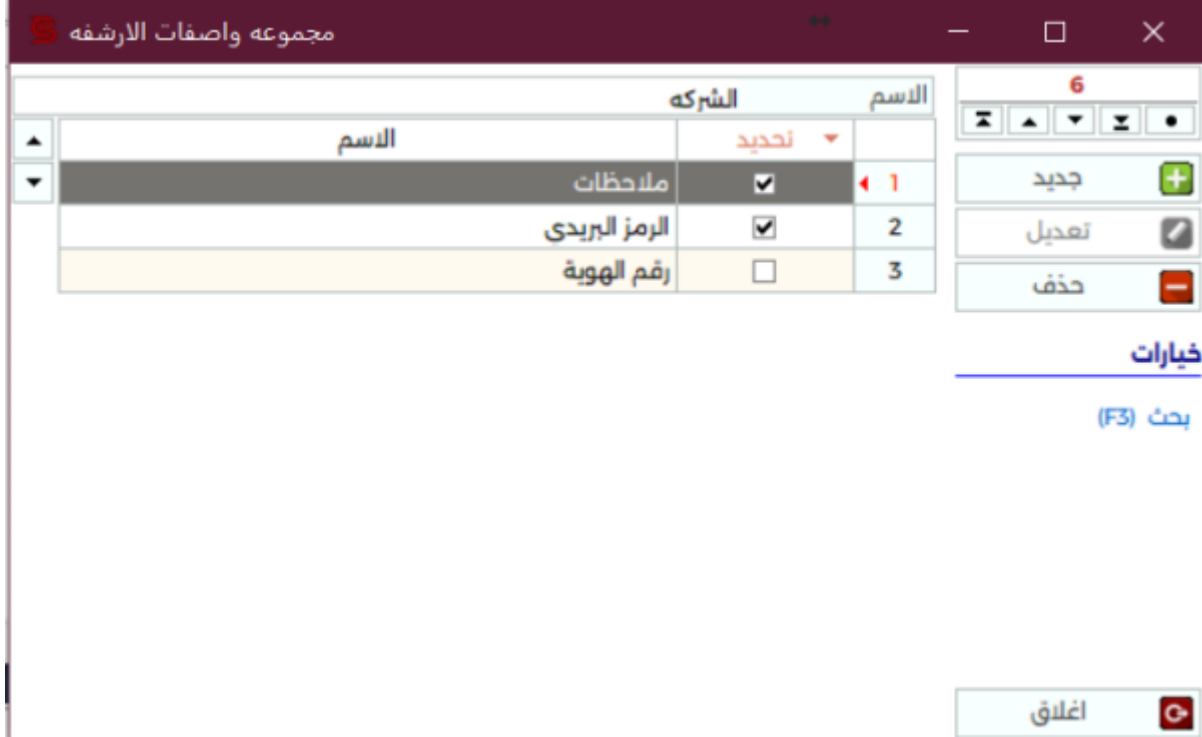 مجموعه واصفات الارشفه
6
الاسم الشركه
تحديد الاسم
1 ملاحظات
2 الرمز البريدي
3 رقم الهوية
جديد
تعديل
حذف
خيارات
بحث (F3)
اغلاق